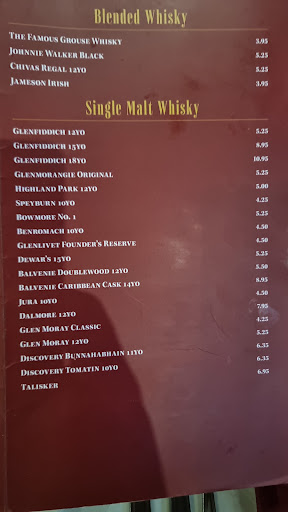 Blended Whisky
The Famous Grouse Whisky 3.95
Johnnie Walker Black 5.25
Chivas Regal 12yo 5.25
Jameson Irish 3.95
Single Malt Whisky
Glenfiddich 12yo 5.25
Glenfiddich 15yo 8.95
Glenfiddich 18yo 10.95
Glenmorangie Original 5.25
Highland Park 12yo 5.00
Speyburn 10yo 4.25
Bowmore No. 1 5.25
Benromach 10yo 4.50
Glenlivet Founder's Reserve 5.25
Dewar's 15yo 5.25
Balvenie Doublewood 12yo 5.50
Balvenie Caribbean Cask 14yo 8.95
Jura 10yo 4.50
Dalmore 12yo 7.95
Glen Moray Classic 4.25
Glen Moray 12yo 5.25
Discovery Bunnahabhain 11yo 6.35
Discovery Tomatin 10yo 6.35
Talisker 6.95